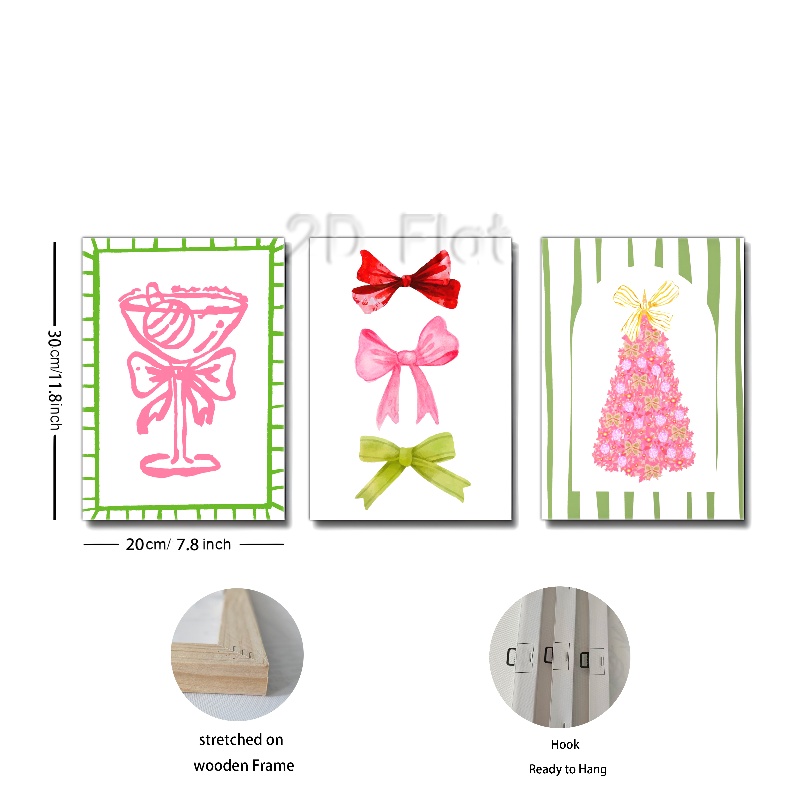 2D Flat
30cm/11.8inch
20cm/ 7.8 inch
stretched on
wooden Frame
Hook
Ready to Hang